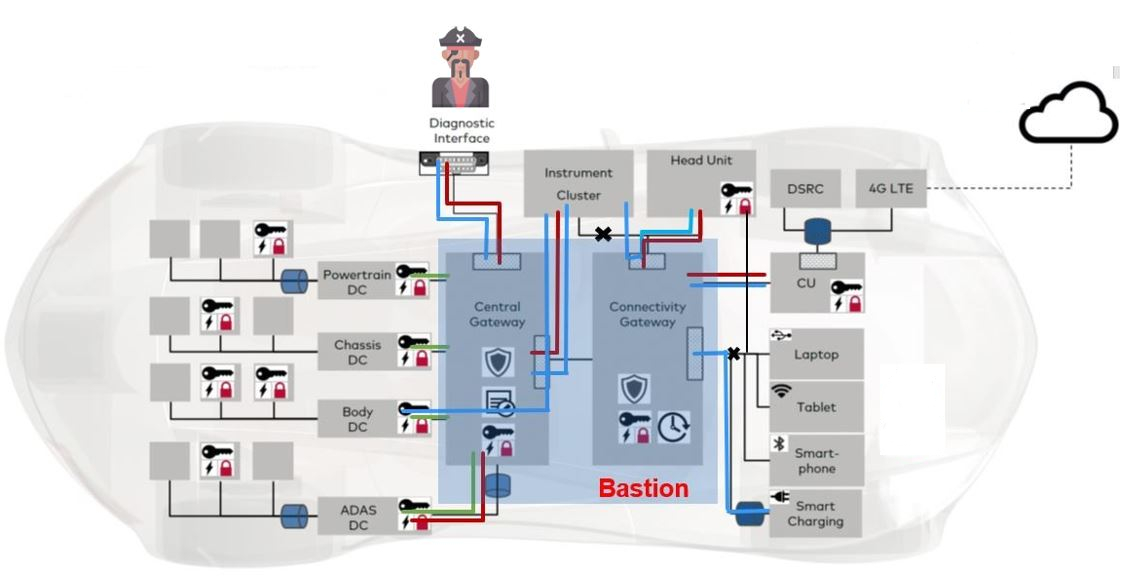 Diagnostic
Interface
Instrument
Cluster
Head Unit
DSRC
4G LTE
Powertrain
DC
Central
Gateway
Connectivity
Gateway
CU
Chassis
DC
Laptop
Body
DC
Tablet
Smart-
phone
Bastion
ADAS
DC
Smart
Charging